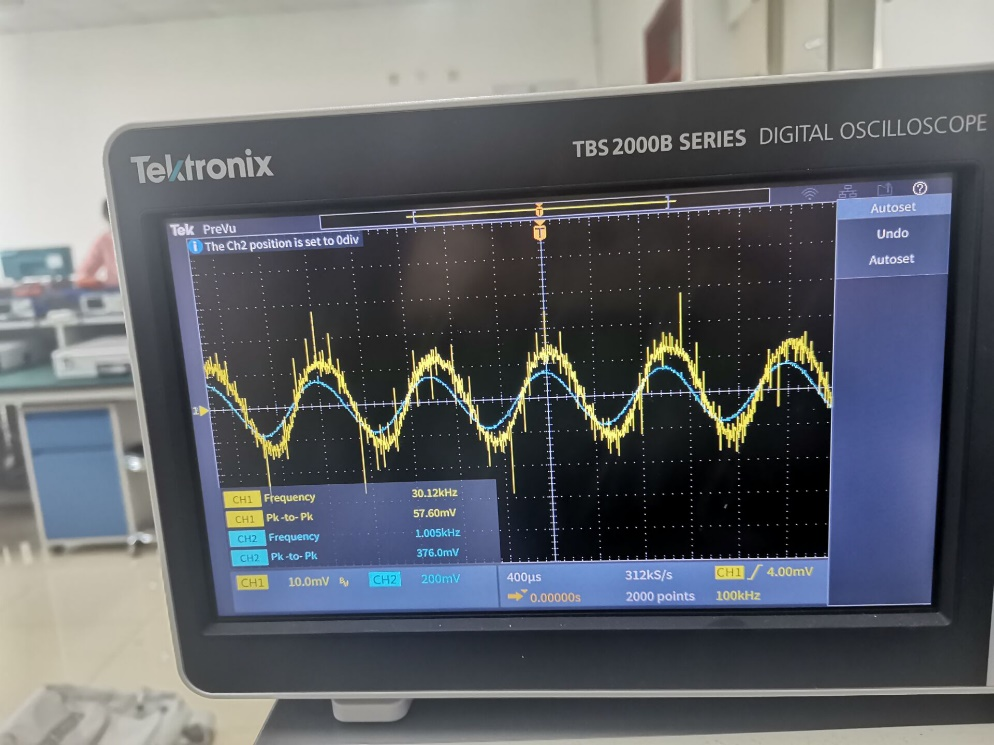 Tektronix
TBS 2000B SERIES DIGITAL OSCILLOSCOPE
Tek PreVu
The Ch2 position is set to 0div
Autoset
Undo
Autoset
CH1 Frequency 30.12kHz
CH1 Pk-to-Pk 57.60mV
CH2 Frequency 1.005kHz
CH2 Pk-to-Pk 376.0mV
CH1 10.0mV BW CH2 200mV
400µs 312kS/s CH1 4.00mV
0.00000s 2000 points 100kHz